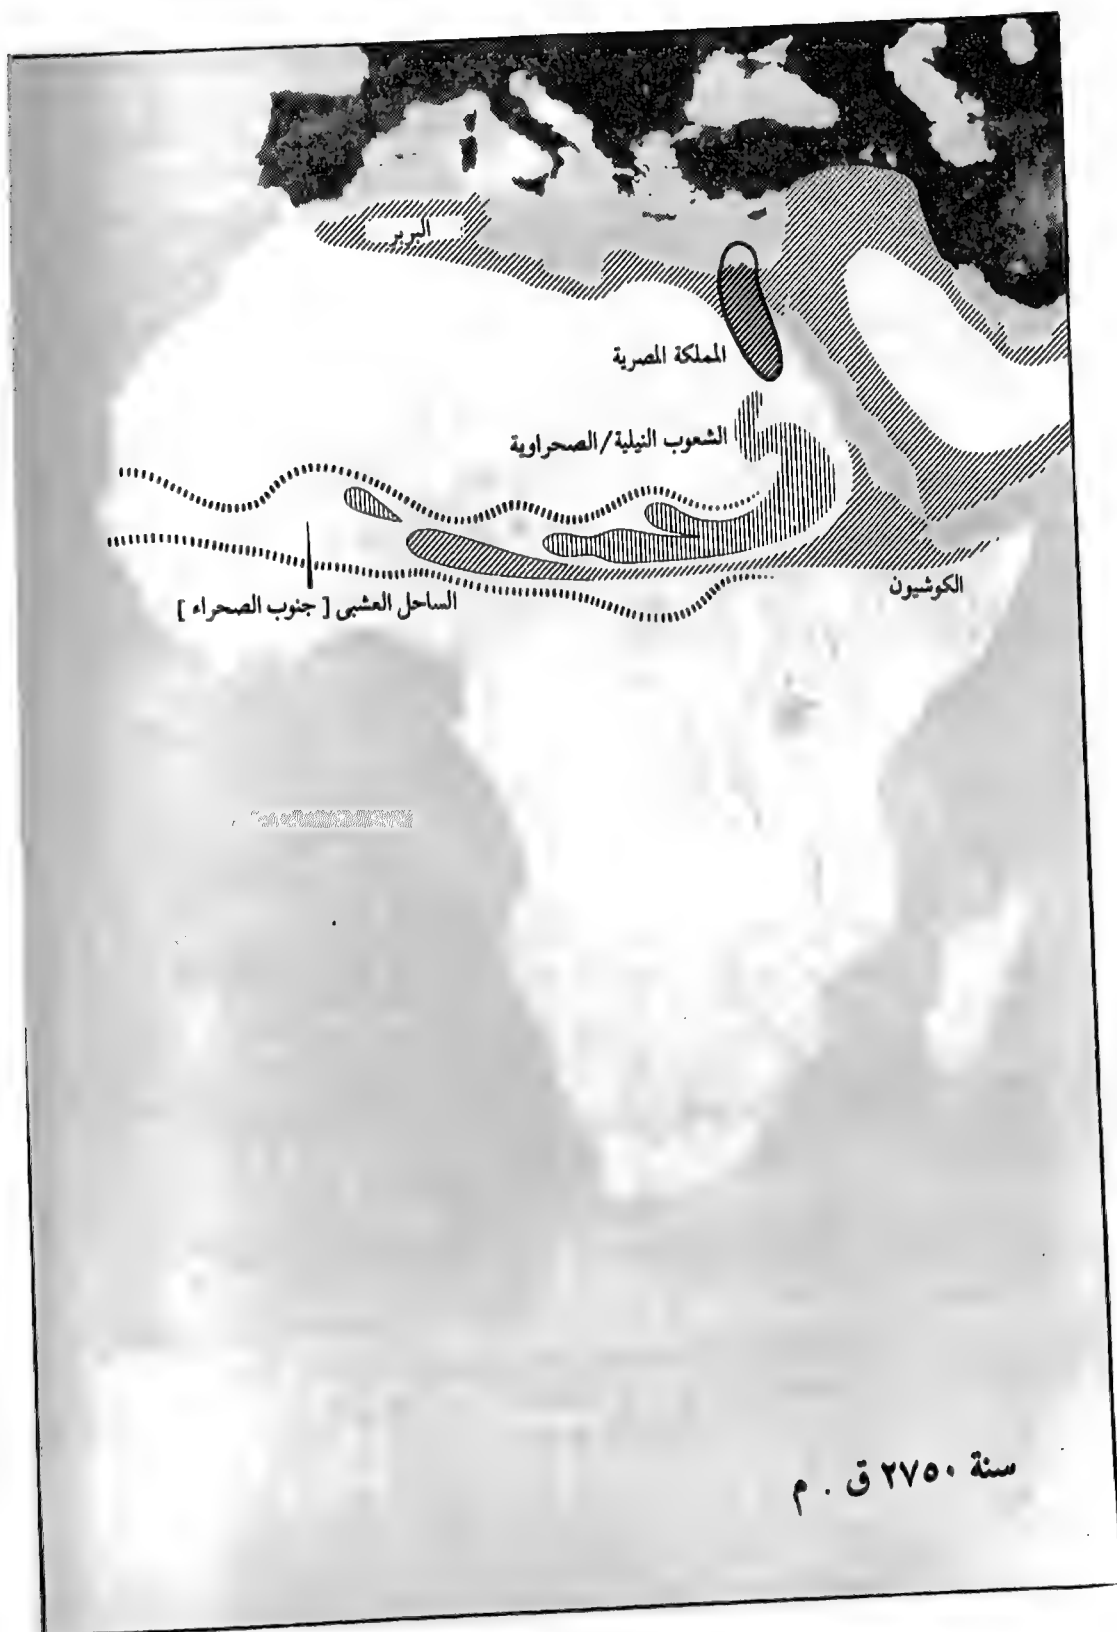 البربر
المملكة المصرية
الشعوب النيلية/الصحراوية
الكوشيون
الساحل العشبى [ جنوب الصحراء ]
سنة ٢٧٥٠ ق . م